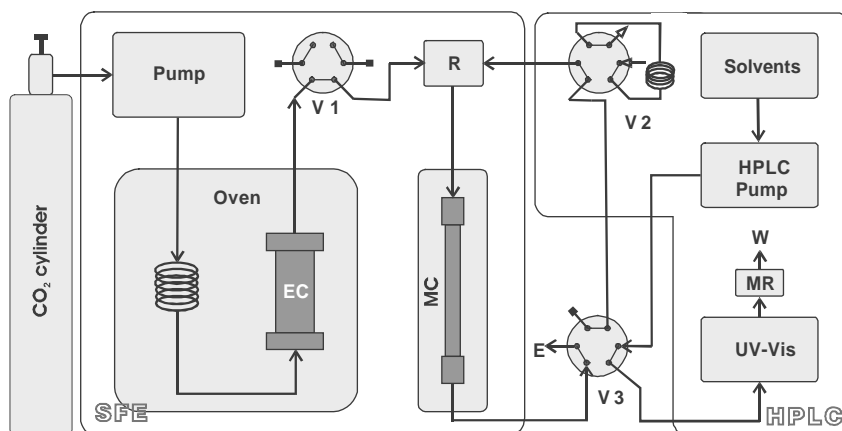 CO₂ cylinder
Pump
Oven
EC
V 1
R
MC
SFE
V 2
Solvents
HPLC
Pump
W
MR
UV-Vis
E
V 3
HPLC